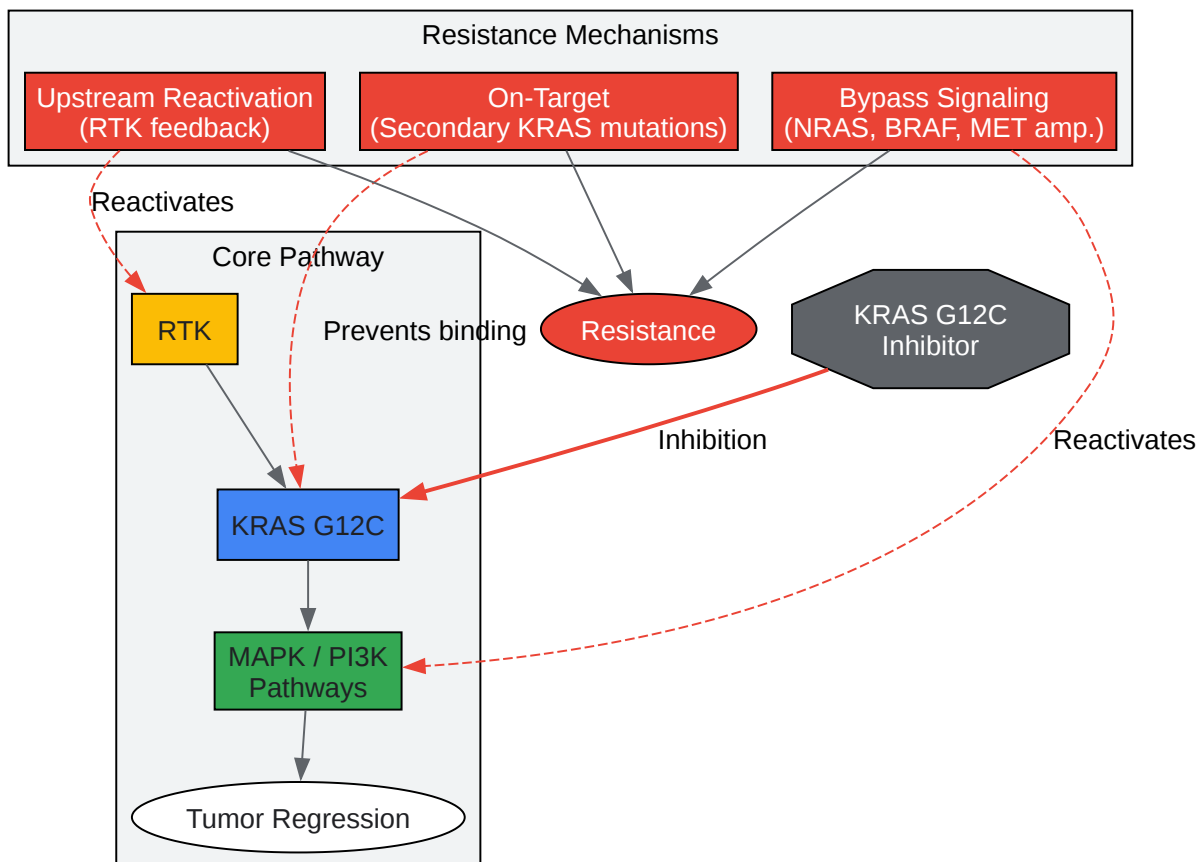 Resistance Mechanisms
Upstream Reactivation
(RTK feedback)
On-Target
(Secondary KRAS mutations)
Bypass Signaling
(NRAS, BRAF, MET amp.)
Reactivates
Core Pathway
RTK
Prevents binding
Resistance
KRAS G12C
Inhibitor
Inhibition
Reactivates
KRAS G12C
MAPK / PI3K
Pathways
Tumor Regression